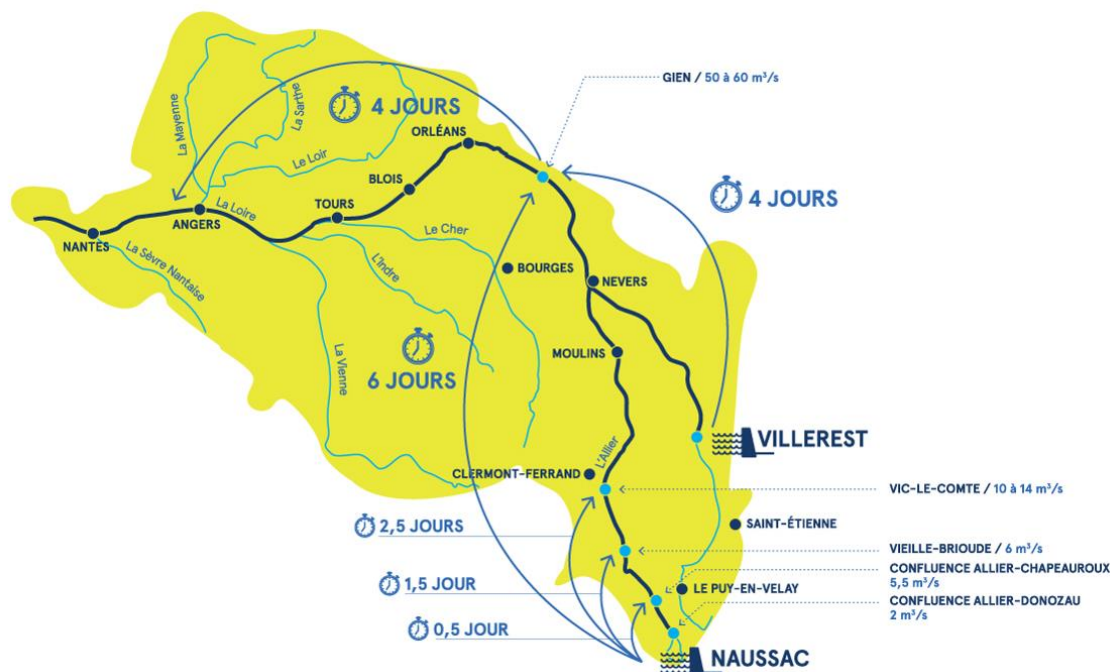 GIEN / 50 à 60 m³/s
4 JOURS
La Mayenne
La Sarthe
Le Loir
ORLÉANS
BLOIS
TOURS
La Loire
ANGERS
NANTÈS
La Sèvre Nantaise
4 JOURS
Le Cher
L'Indre
BOURGES
NEVERS
La Vienne
6 JOURS
MOULINS
VILLEREST
L'Allier
CLERMONT-FERRAND
VIC-LE-COMTE / 10 à 14 m³/s
SAINT-ÉTIENNE
2,5 JOURS
VIEILLE-BRIOUDE / 6 m³/s
CONFLUENCE ALLIER-CHAPEAUROUX
5,5 m³/s
1,5 JOUR
LE PUY-EN-VELAY
CONFLUENCE ALLIER-DONOZAU
2 m³/s
0,5 JOUR
NAUSSAC